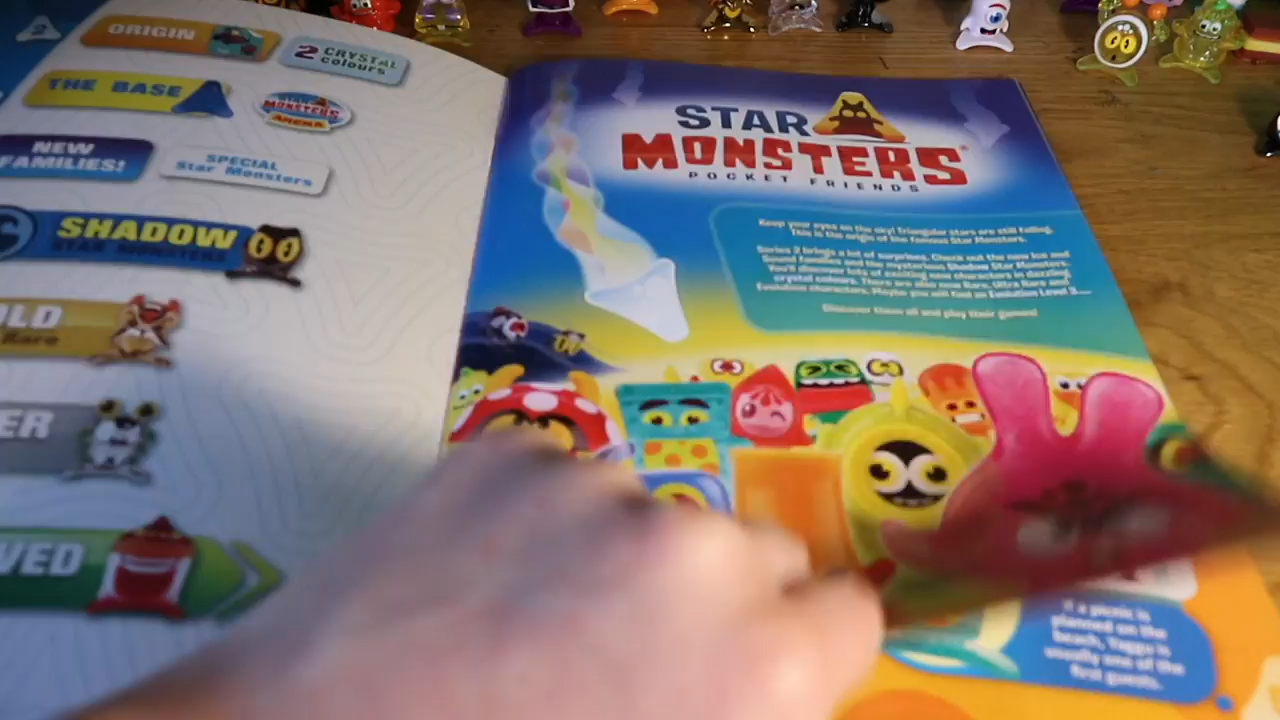 2
ORIGIN
2 CRYSTAL
colours
THE BASE
STAR
MONSTERS
ARENA
NEW
FAMILIES!
SPECIAL
Star Monsters
SHADOW
STAR MONSTERS
Rare
STAR
MONSTERS®
POCKET FRIENDS
Keep your eyes on the sky! Triangular stars are still falling.
This is the origin of the famous Star Monsters.
Series 2 brings a lot of surprises. Check out the new Ice and
Sound families and the mysterious Shadow Star Monsters.
You'll discover lots of exciting new characters in dazzling
crystal colours. There are also new Rare, Ultra Rare and
Evolution characters. Maybe you will find an Evolution Level 3....
Discover them all and play their games!
If a picnic is
planned on the
beach, Yoggu is
usually one of the
first guests.